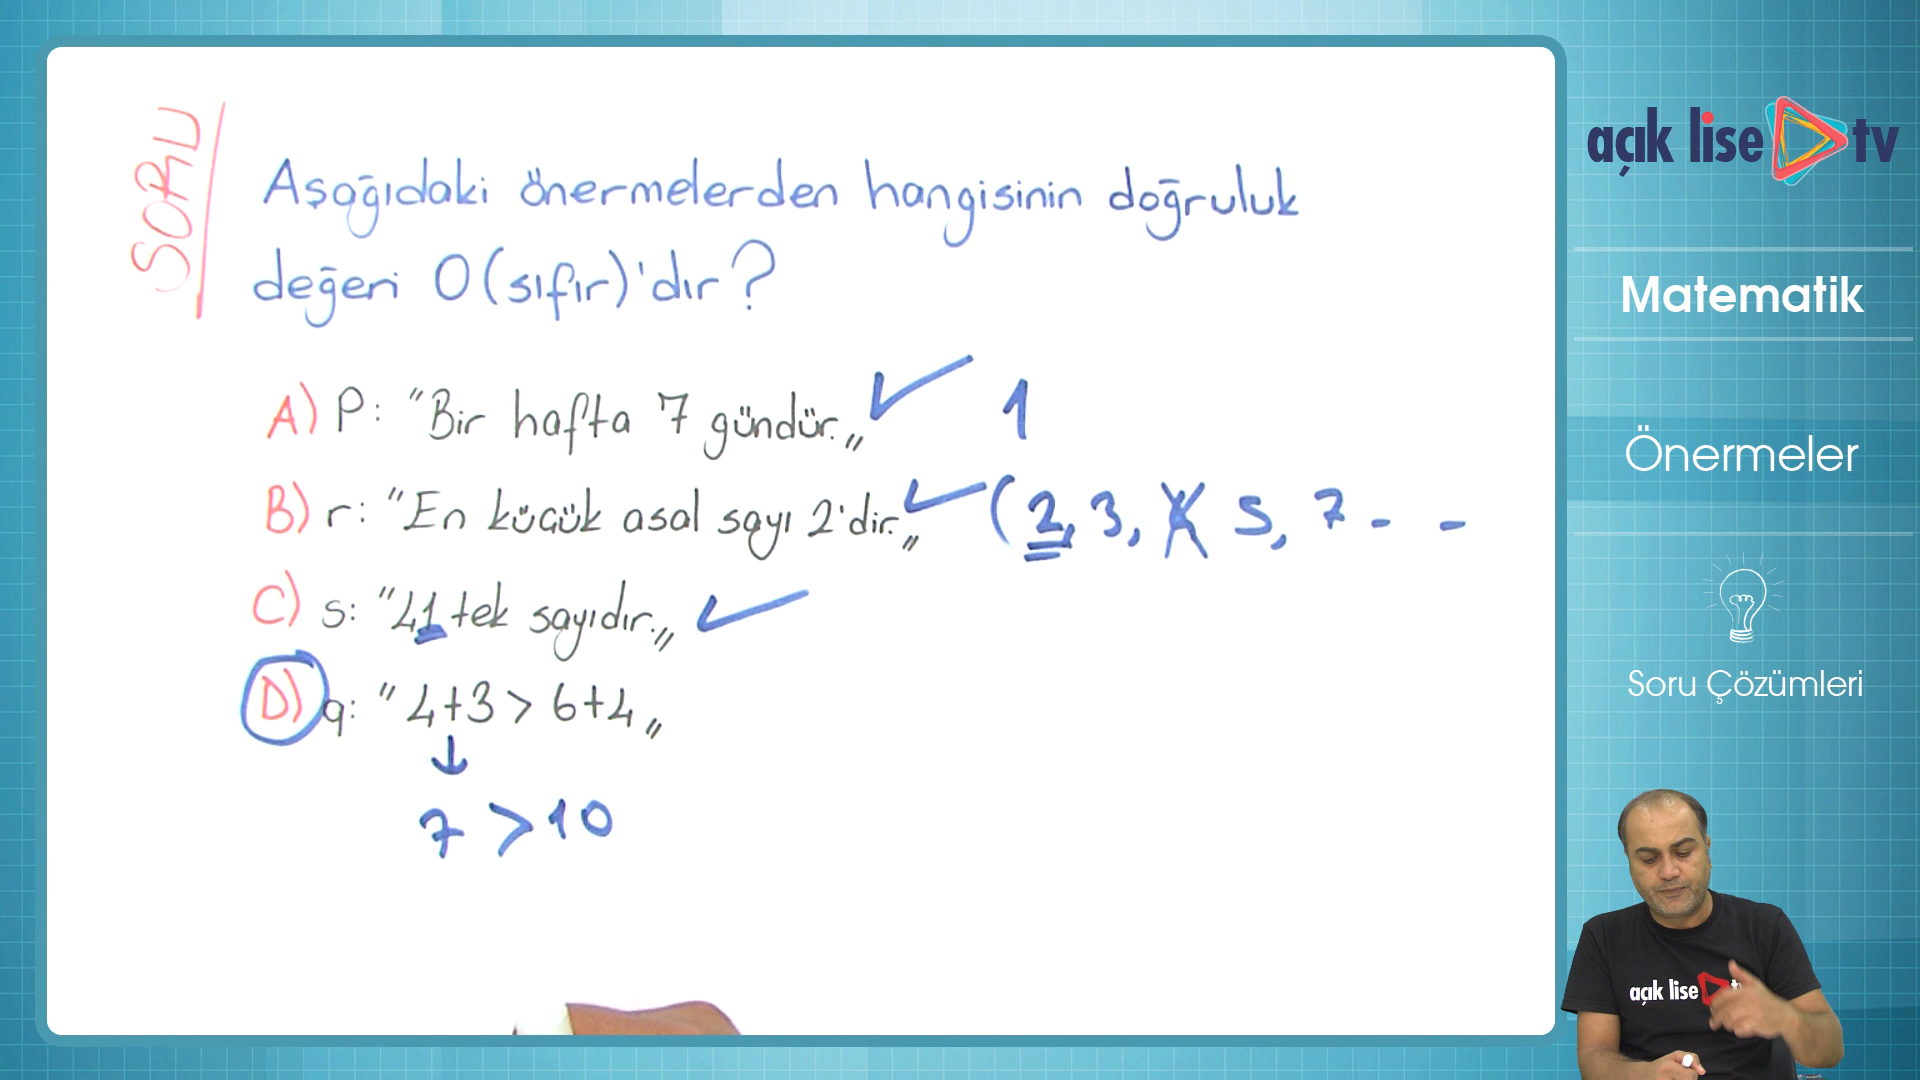 SORU
Aşağıdaki önermelerden hangisinin doğruluk
değeri 0 (sıfır)'dır?
A) P: "Bir hafta 7 gündür." ✓ 1
B) r: "En küçük asal sayı 2'dir." ✓ (2, 3, 5, 7 - -
C) s: "41 tek sayıdır." ✓
D) q: "4+3 > 6+4"
↓
7 > 10
açık lise tv
Matematik
Önermeler
Soru Çözümleri
açık lise